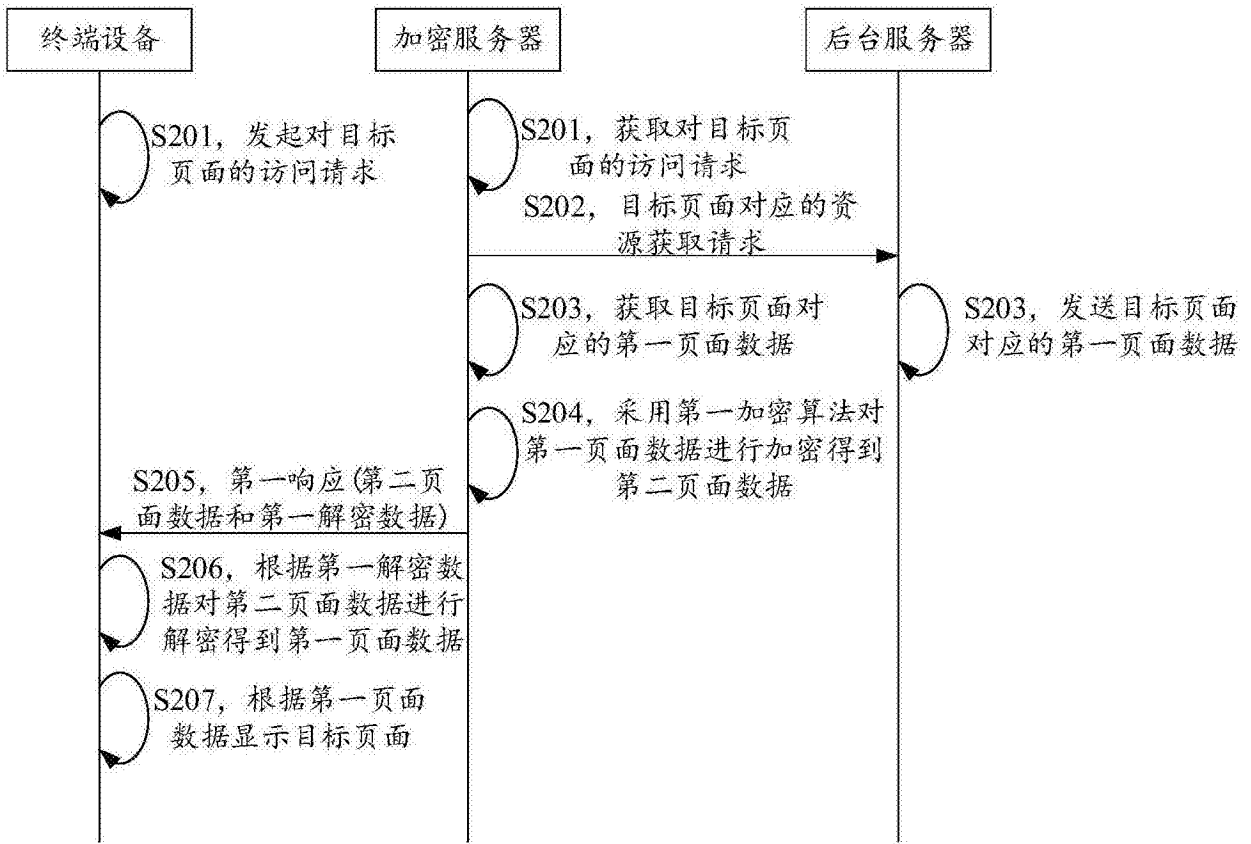 终端设备
加密服务器
后台服务器
S201，发起对目标
页面的访问请求
S201，获取对目标页
面的访问请求
S202，目标页面对应的资
源获取请求
S203，获取目标页面对
应的第一页面数据
S203，发送目标页面
对应的第一页面数据
S204，采用第一加密算法对
第一页面数据进行加密得到
第二页面数据
S205，第一响应(第二页
面数据和第一解密数据)
S206，根据第一解密数
据对第二页面数据进行
解密得到第一页面数据
S207，根据第一页面
数据显示目标页面